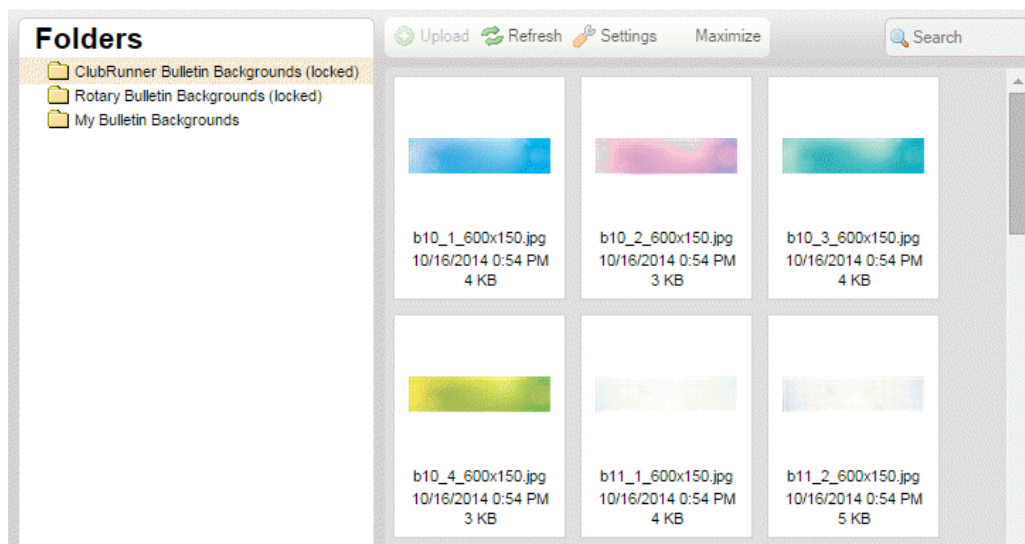 Folders
ClubRunner Bulletin Backgrounds (locked)
Rotary Bulletin Backgrounds (locked)
My Bulletin Backgrounds
Upload Refresh Settings Maximize
Search
b10_1_600x150.jpg
10/16/2014 0:54 PM
4 KB
b10_2_600x150.jpg
10/16/2014 0:54 PM
3 KB
b10_3_600x150.jpg
10/16/2014 0:54 PM
4 KB
b10_4_600x150.jpg
10/16/2014 0:54 PM
3 KB
b11_1_600x150.jpg
10/16/2014 0:54 PM
4 KB
b11_2_600x150.jpg
10/16/2014 0:54 PM
5 KB